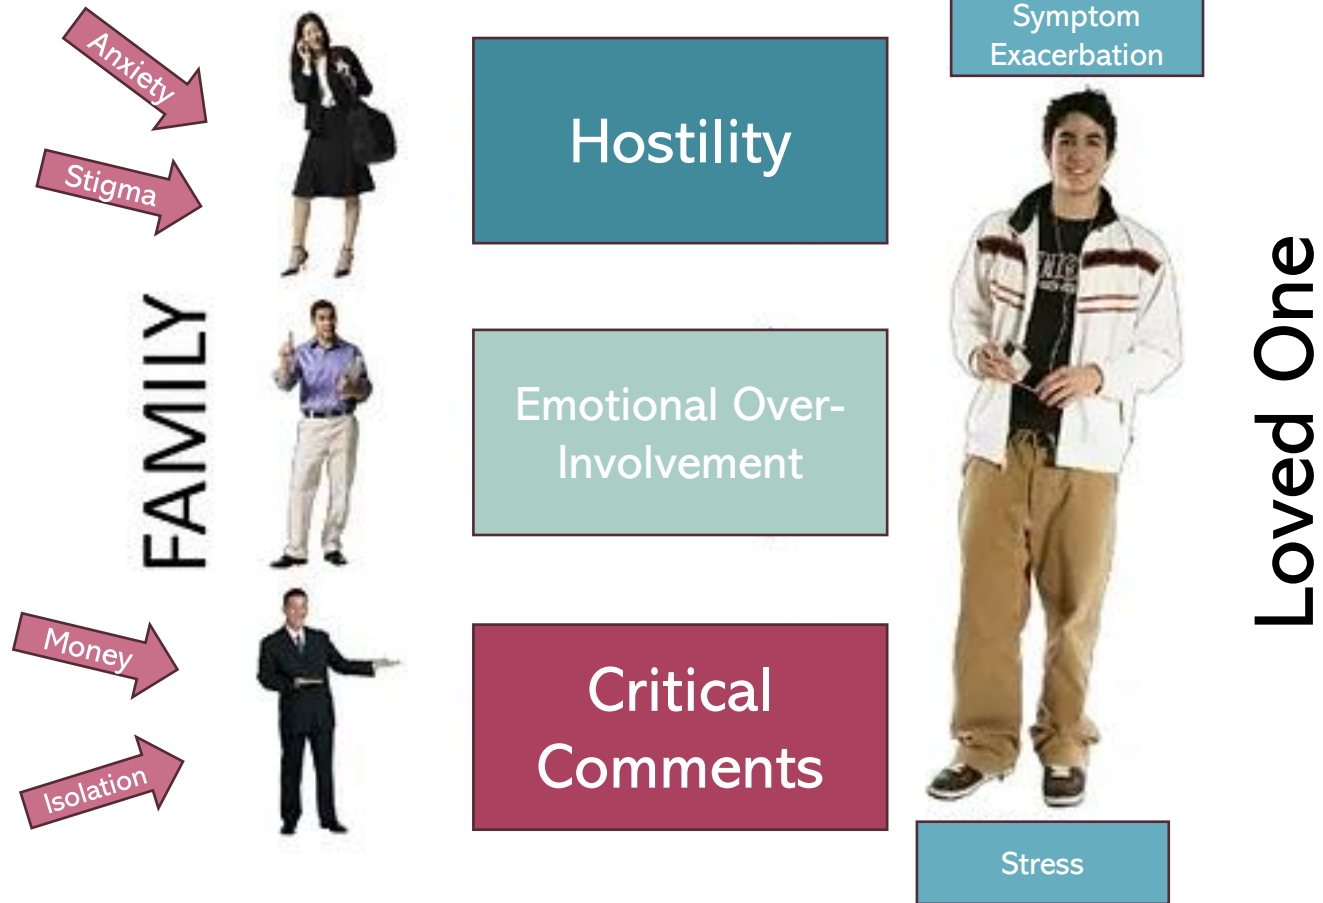 Anxiety
Stigma
FAMILY
Money
Isolation
Hostility
Emotional Over-
Involvement
Critical
Comments
Symptom
Exacerbation
Stress
Loved One